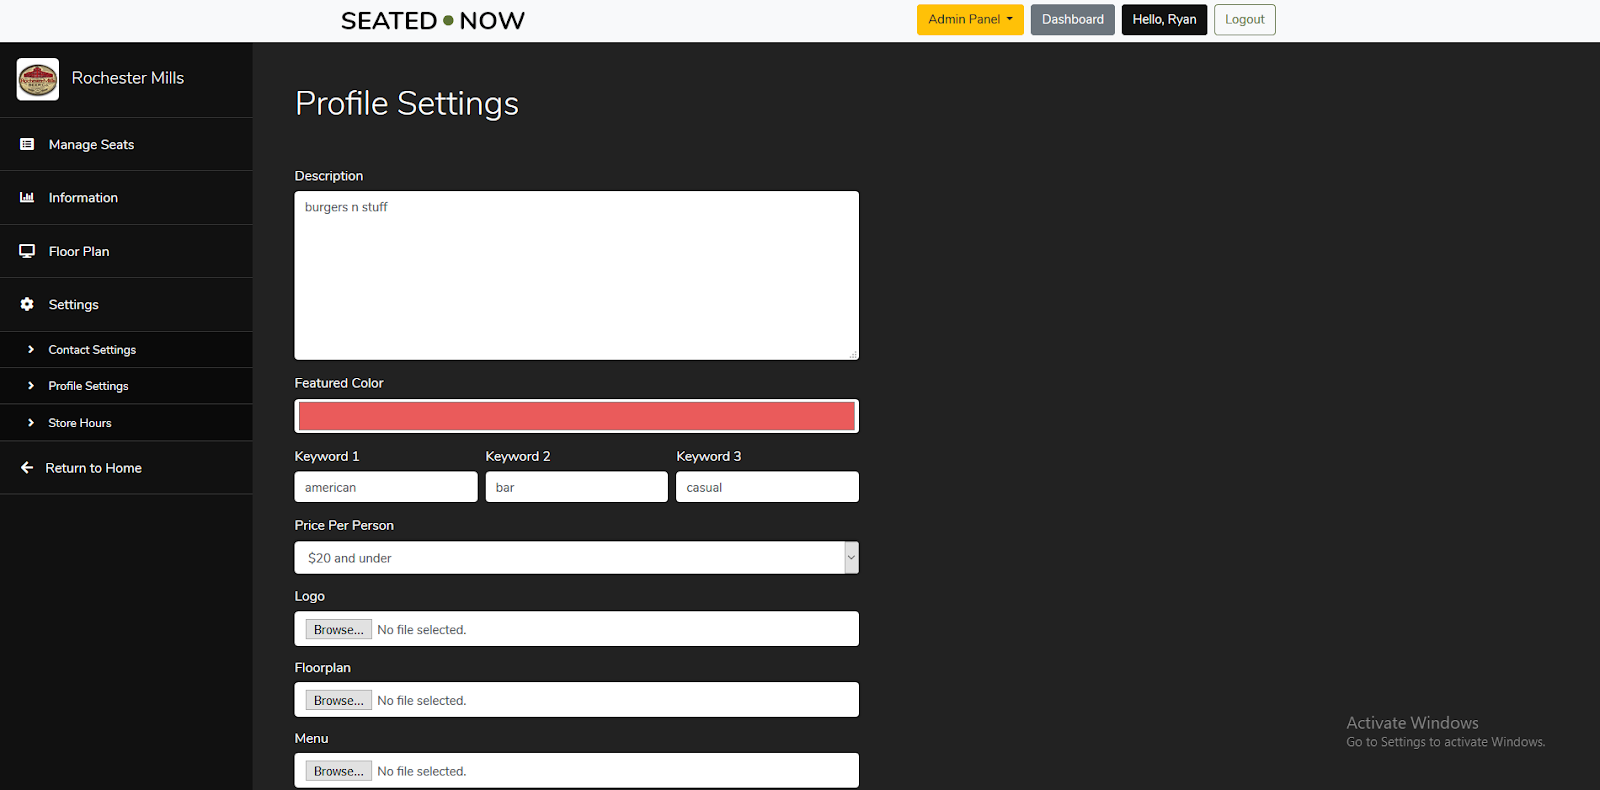 SEATED NOW
Admin Panel
Dashboard
Hello, Ryan
Logout
Rochester Mills
Manage Seats
Information
Floor Plan
Settings
Contact Settings
Profile Settings
Store Hours
Return to Home
Profile Settings
Description
burgers n stuff
Featured Color
Keyword 1 Keyword 2 Keyword 3
american bar casual
Price Per Person
$20 and under
Logo
Browse... No file selected.
Floorplan
Browse... No file selected.
Menu
Browse... No file selected.
Activate Windows
Go to Settings to activate Windows.